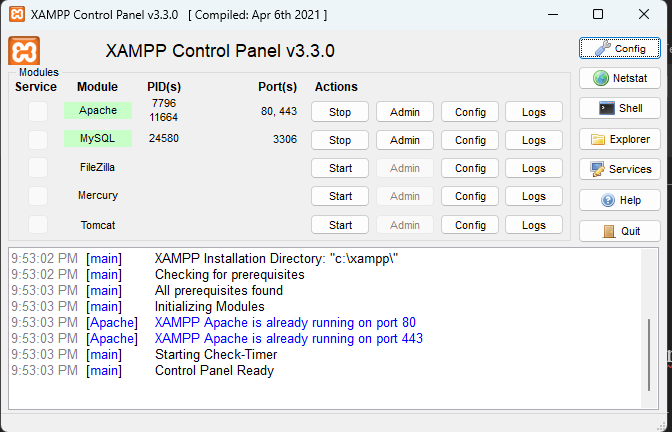 XAMPP Control Panel v3.3.0 [ Compiled: Apr 6th 2021 ]
XAMPP Control Panel v3.3.0
Config
Modules
Service Module PID(s) Port(s) Actions
Netstat
Apache 7796 11664 80, 443 Stop Admin Config Logs
Shell
MySQL 24580 3306 Stop Admin Config Logs
Explorer
FileZilla Start Admin Config Logs
Services
Mercury Start Admin Config Logs
Help
Tomcat Start Admin Config Logs
Quit
9:53:02 PM [main] XAMPP Installation Directory: "c:\xampp\"
9:53:02 PM [main] Checking for prerequisites
9:53:03 PM [main] All prerequisites found
9:53:03 PM [main] Initializing Modules
9:53:03 PM [Apache] XAMPP Apache is already running on port 80
9:53:03 PM [Apache] XAMPP Apache is already running on port 443
9:53:03 PM [main] Starting Check-Timer
9:53:03 PM [main] Control Panel Ready